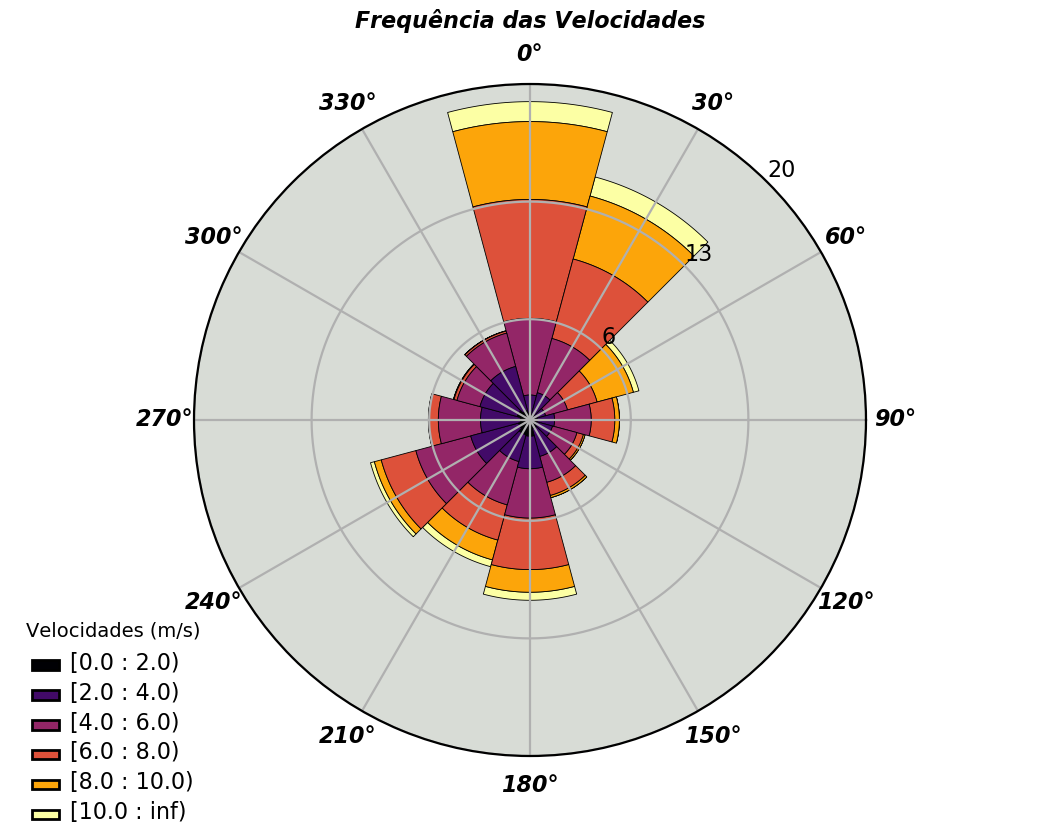 Frequência das Velocidades
0°
330°
30°
20
300°
60°
13
6
270°
90°
240°
120°
210°
150°
180°
Velocidades (m/s)
[0.0 : 2.0)
[2.0 : 4.0)
[4.0 : 6.0)
[6.0 : 8.0)
[8.0 : 10.0)
[10.0 : inf)